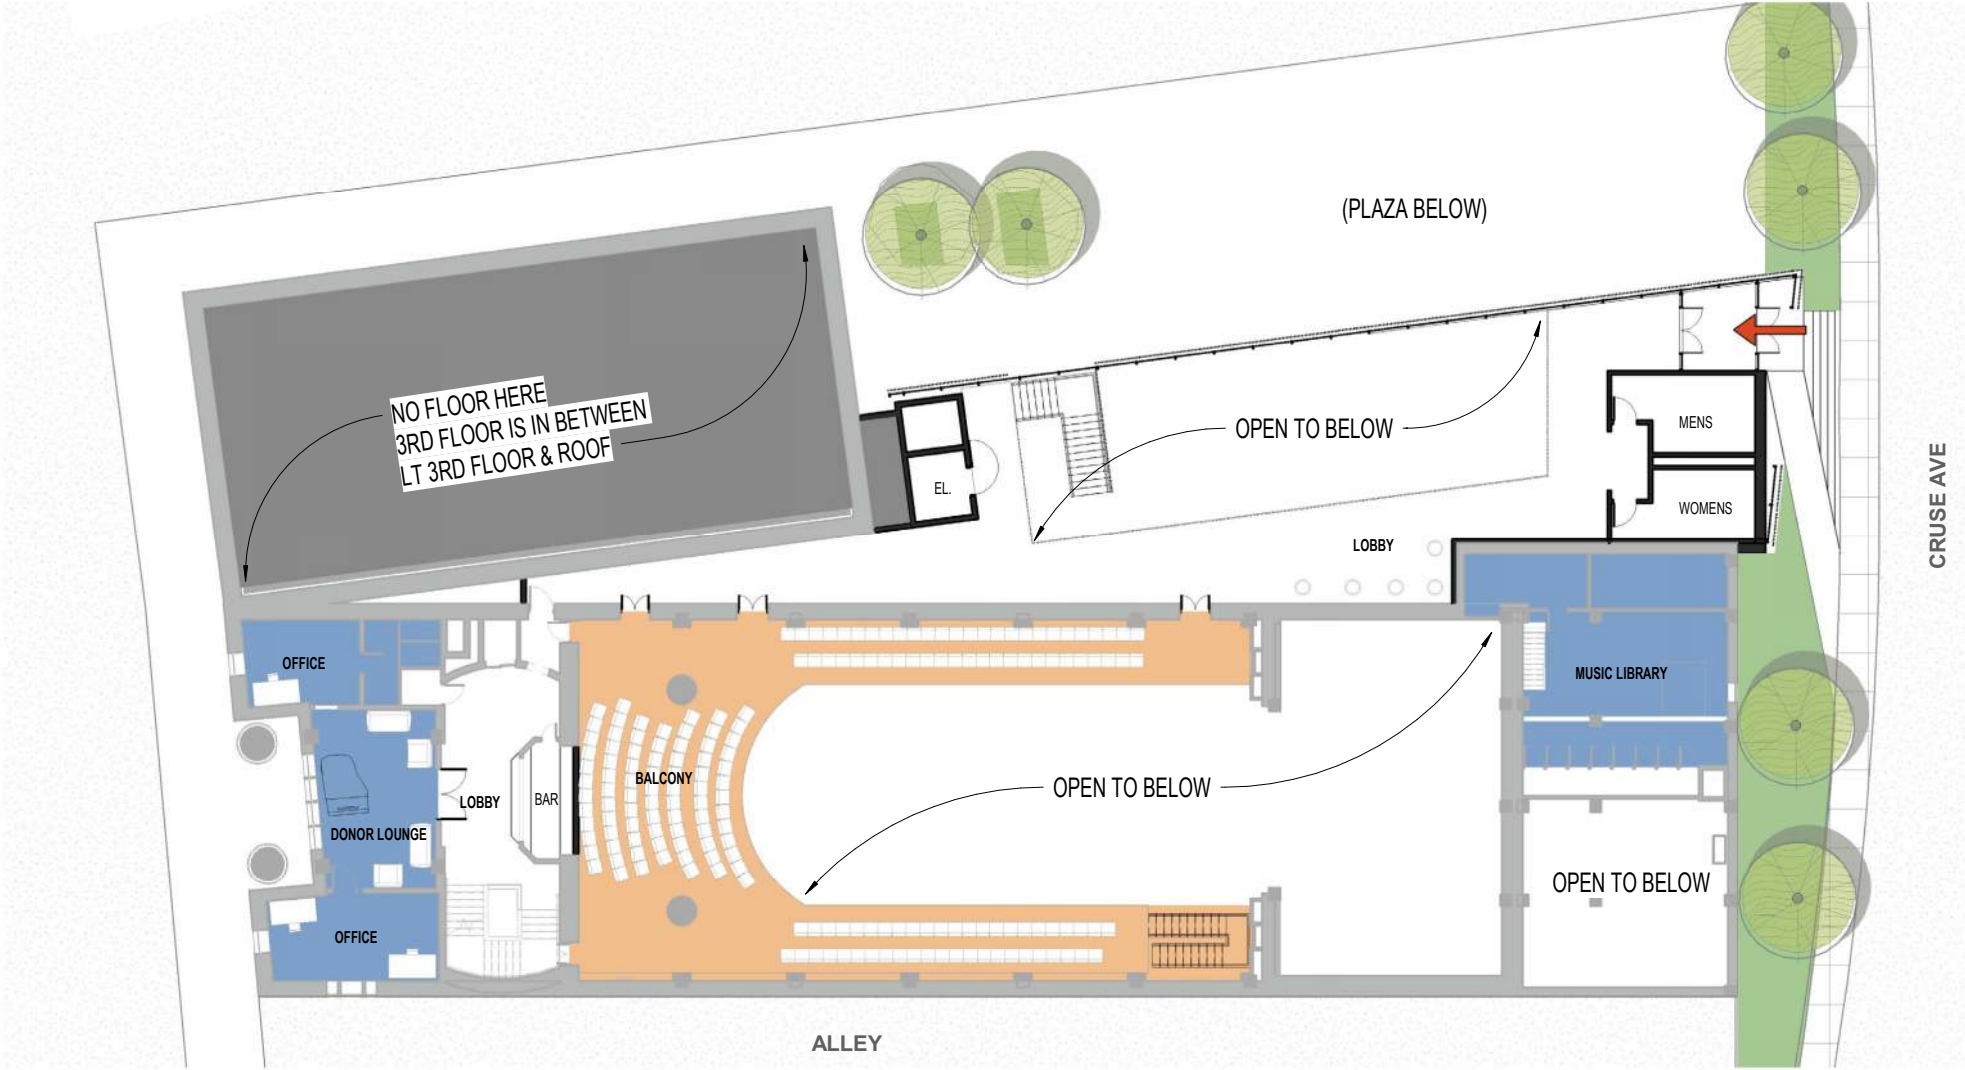 (PLAZA BELOW)
NO FLOOR HERE
3RD FLOOR IS IN BETWEEN
LT 3RD FLOOR & ROOF
OPEN TO BELOW
MENS
EL.
WOMENS
CRUSE AVE
LOBBY
OFFICE
MUSIC LIBRARY
BALCONY
OPEN TO BELOW
LOBBY
BAR
DONOR LOUNGE
OPEN TO BELOW
OFFICE
ALLEY